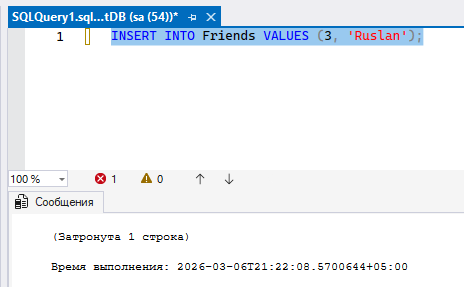 SQLQuery1.sql...tDB (sa (54))*
1 INSERT INTO Friends VALUES (3, 'Ruslan');
100 % 1 0
Сообщения
(Затронута 1 строка)
Время выполнения: 2026-03-06T21:22:08.5700644+05:00